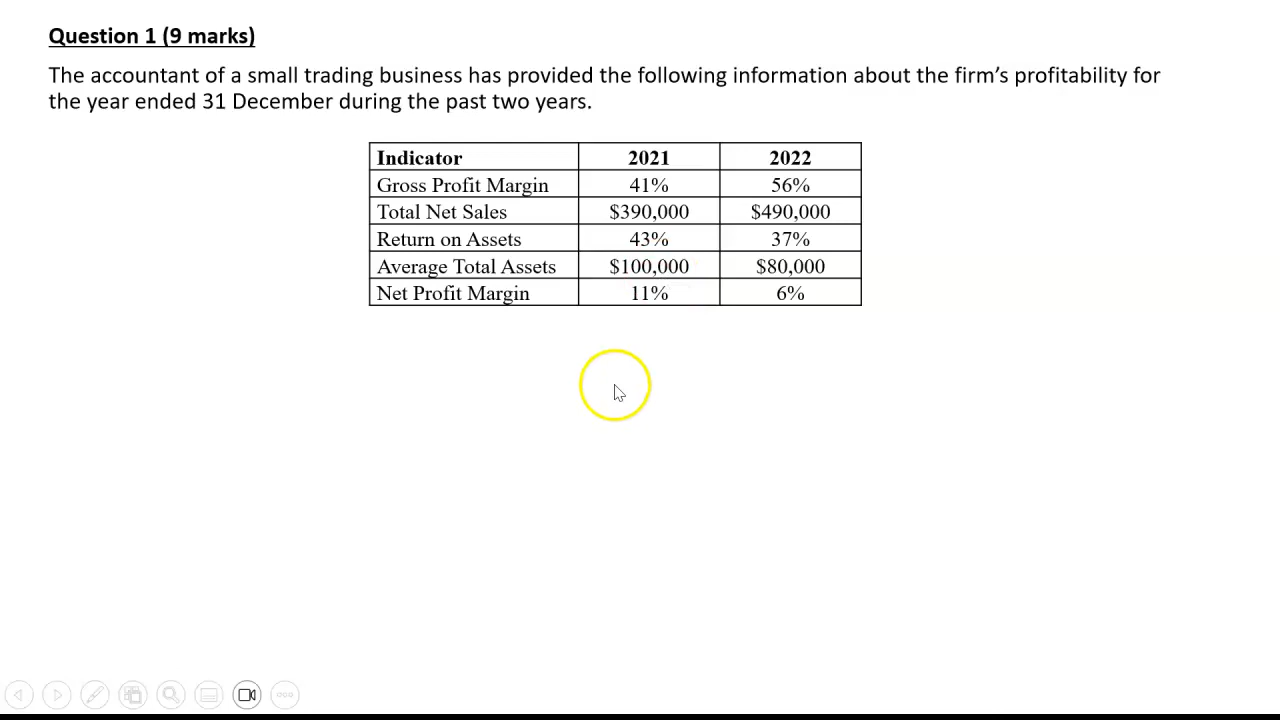 Question 1 (9 marks)
The accountant of a small trading business has provided the following information about the firm's profitability for
the year ended 31 December during the past two years.
Indicator 2021 2022
Gross Profit Margin 41% 56%
Total Net Sales $390,000 $490,000
Return on Assets 43% 37%
Average Total Assets $100,000 $80,000
Net Profit Margin 11% 6%